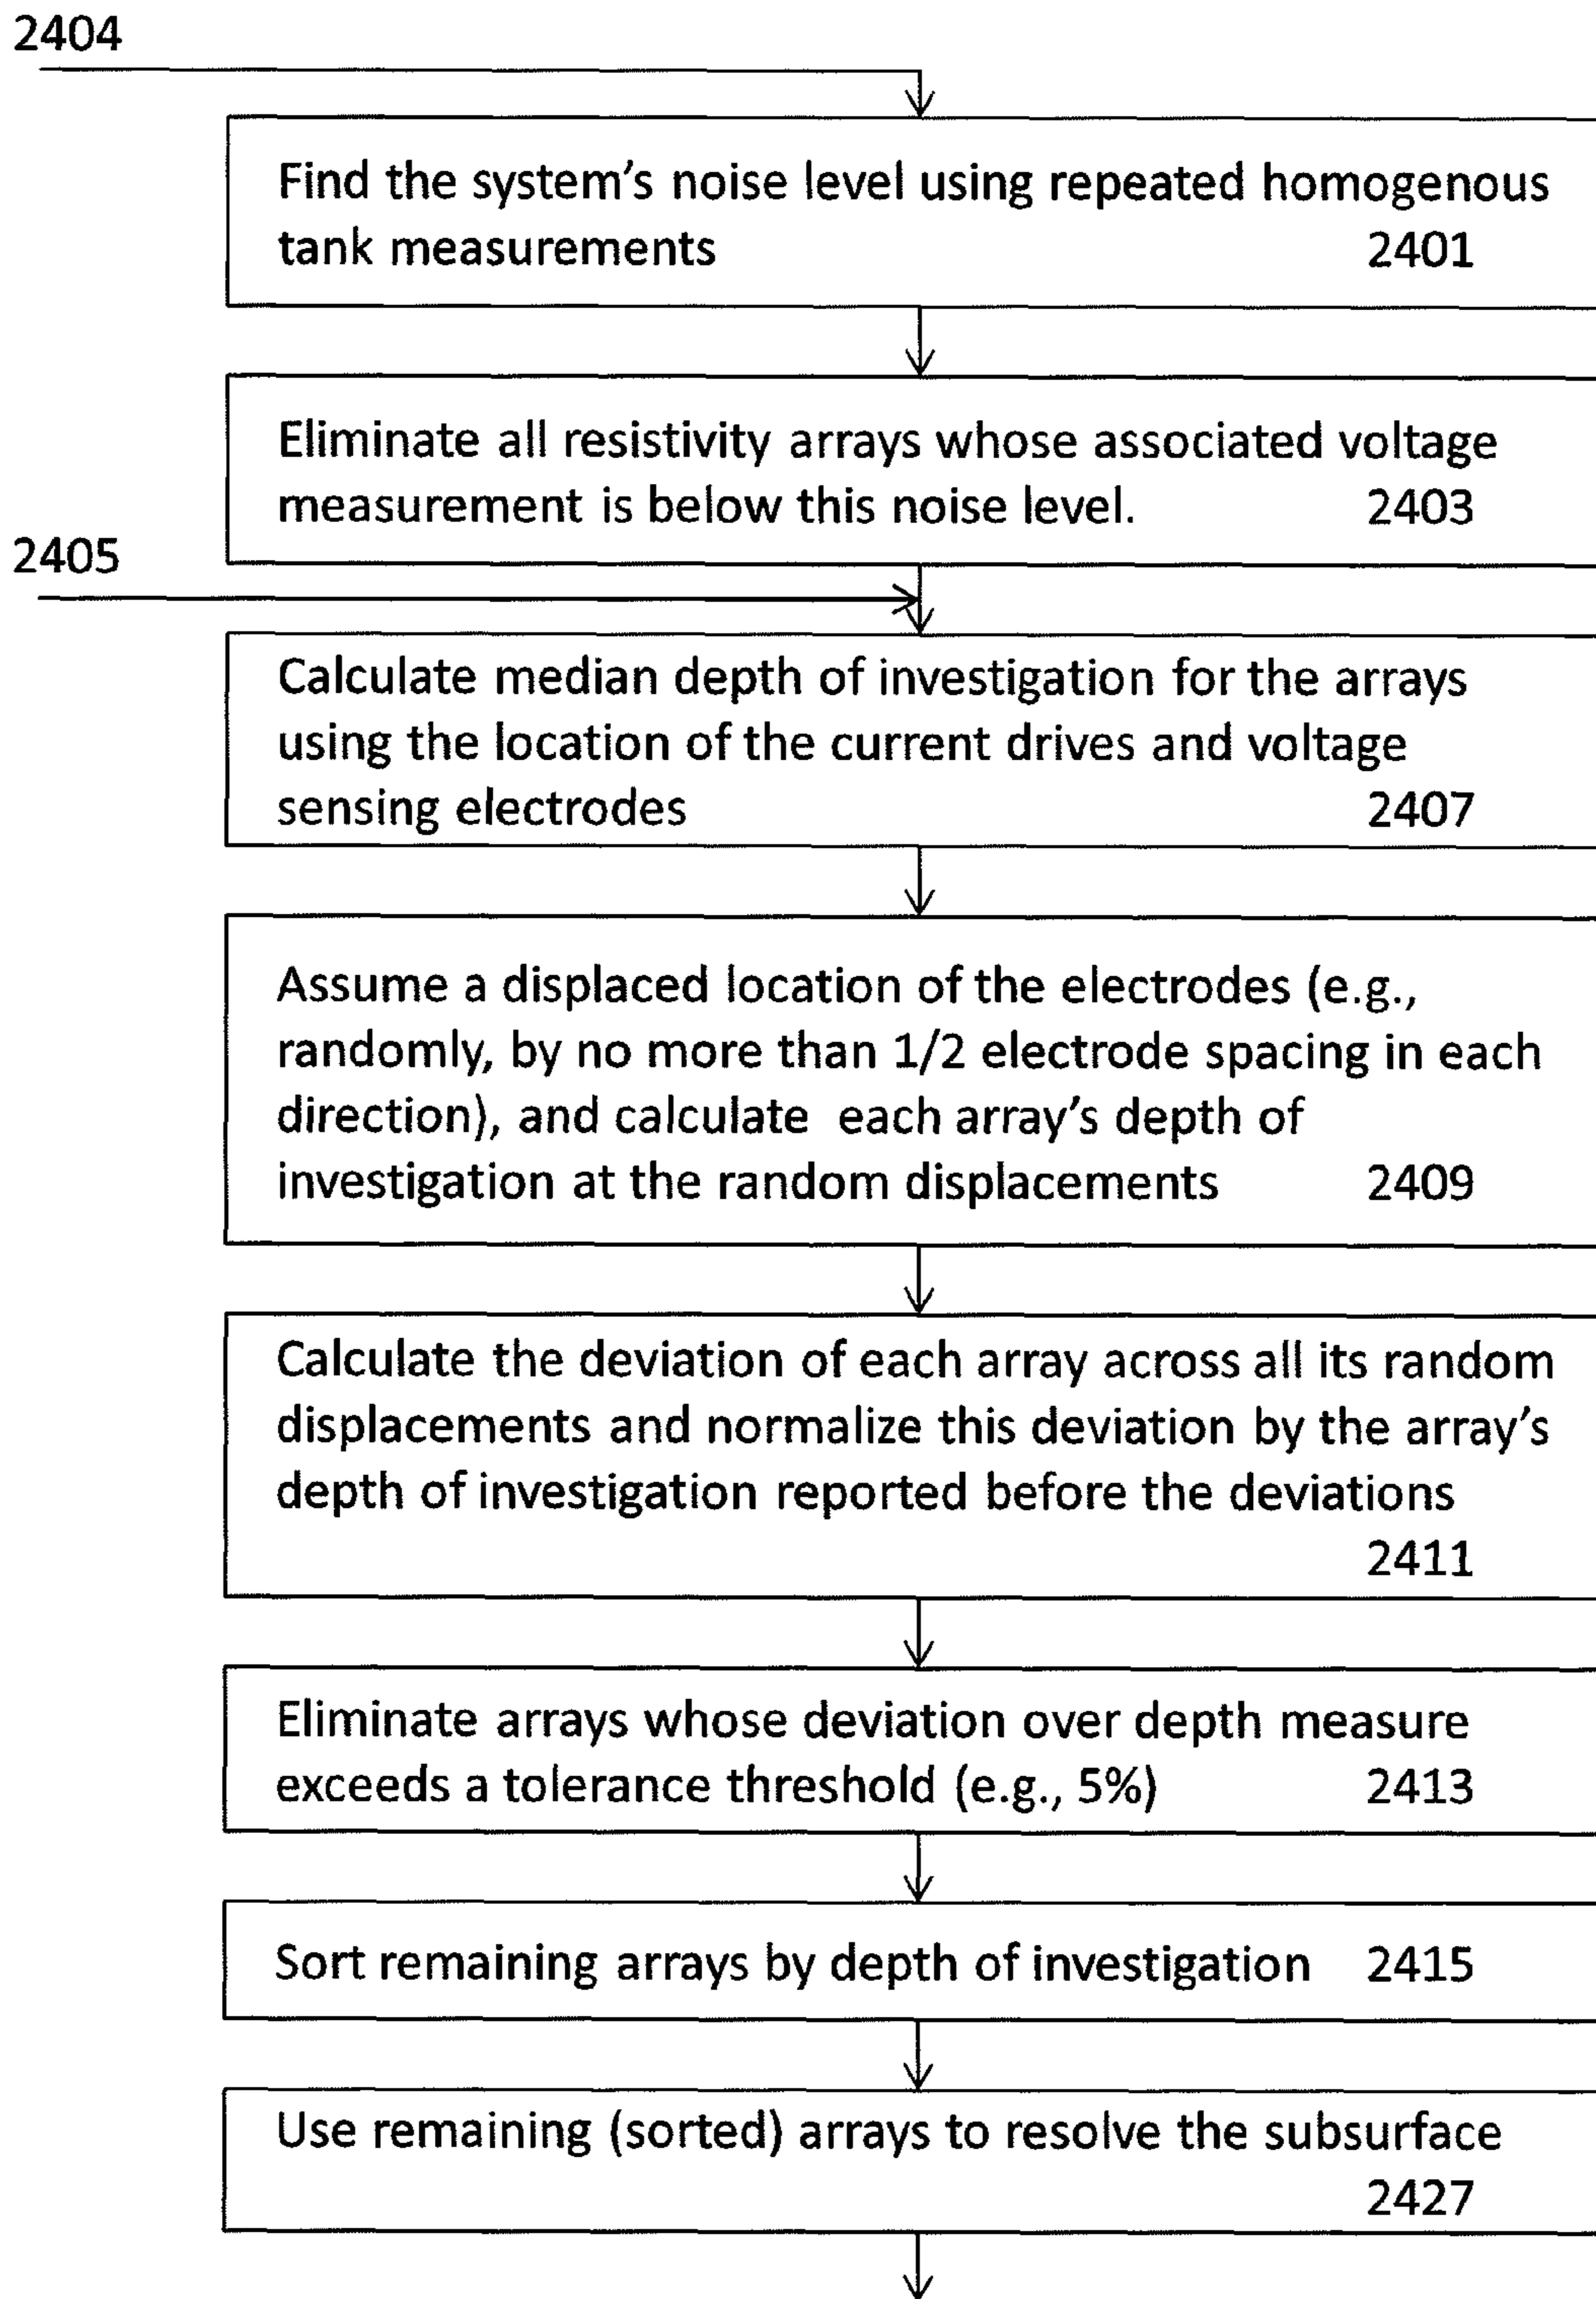 2404
Find the system's noise level using repeated homogenous
tank measurements 2401
Eliminate all resistivity arrays whose associated voltage
measurement is below this noise level. 2403
2405
Calculate median depth of investigation for the arrays
using the location of the current drives and voltage
sensing electrodes 2407
Assume a displaced location of the electrodes (e.g.,
randomly, by no more than 1/2 electrode spacing in each
direction), and calculate each array's depth of
investigation at the random displacements 2409
Calculate the deviation of each array across all its random
displacements and normalize this deviation by the array's
depth of investigation reported before the deviations
2411
Eliminate arrays whose deviation over depth measure
exceeds a tolerance threshold (e.g., 5%) 2413
Sort remaining arrays by depth of investigation 2415
Use remaining (sorted) arrays to resolve the subsurface
2427